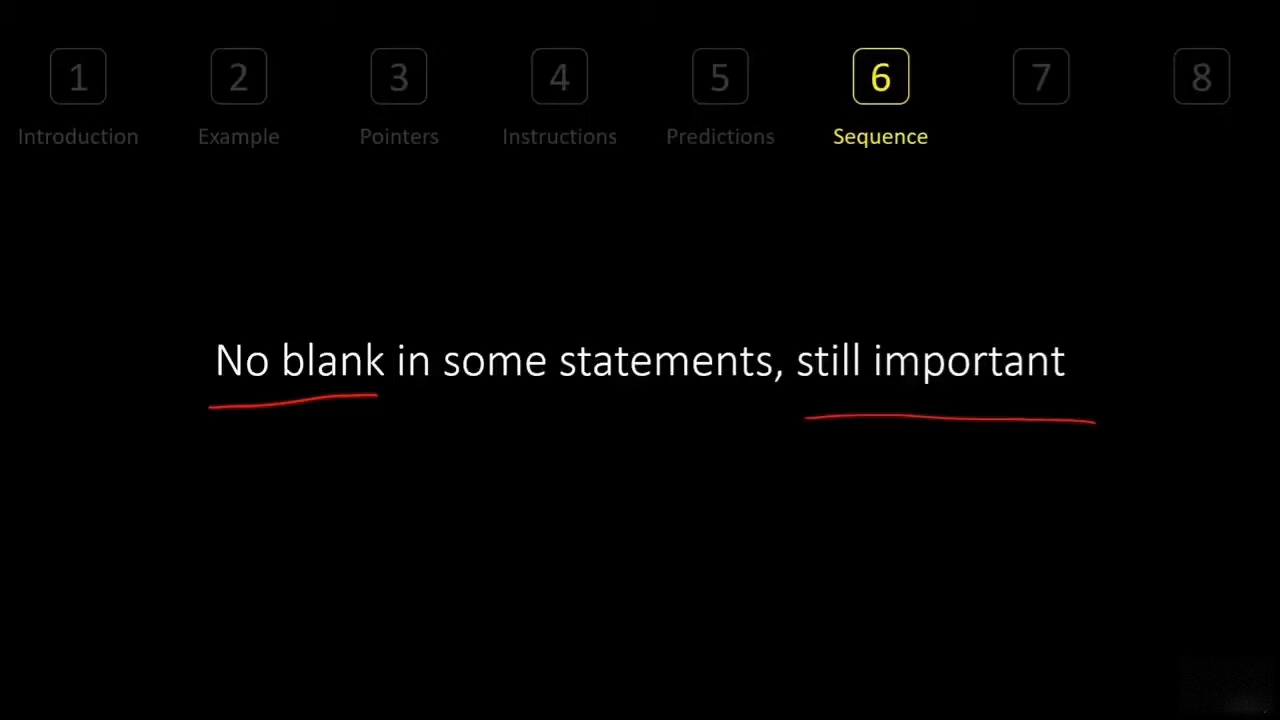 1 2 3 4 5 6 7 8
Introduction Example Pointers Instructions Predictions Sequence
No blank in some statements, still important